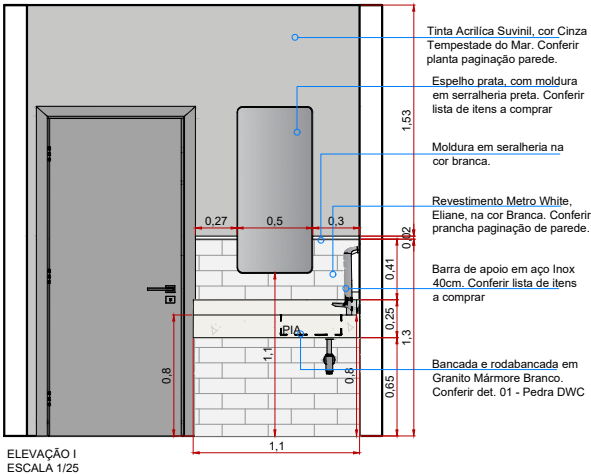 Tinta Acrílica Suvinil, cor Cinza
Tempestade do Mar. Conferir
planta paginação parede.
Espelho prata, com moldura
em serralheria preta. Conferir
lista de itens a comprar
1,53
Moldura em seralheria na
cor branca.
Revestimento Metro White,
Eliane, na cor Branca. Conferir
prancha paginação de parede.
0,27
0,5
0,3
0,02
0,41
Barra de apoio em aço Inox
40cm. Conferir lista de itens
a comprar
0,25
1,3
PIA
0,8
1,1
0,8
0,65
Bancada e rodabancada em
Granito Mármore Branco.
Conferir det. 01 - Pedra DWC
1,1
ELEVAÇÃO I
ESCALA 1/25